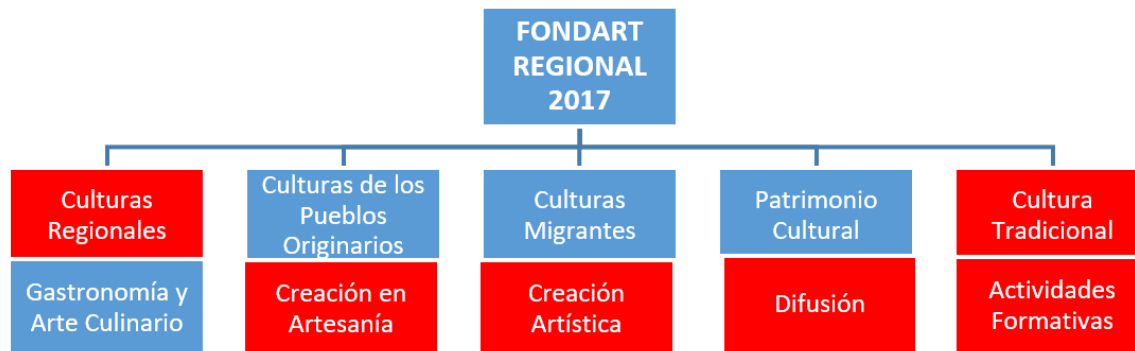 FONDART
REGIONAL
2017
Culturas
Regionales
Culturas de los
Pueblos
Originarios
Culturas
Migrantes
Patrimonio
Cultural
Cultura
Tradicional
Gastronomía y
Arte Culinario
Creación en
Artesanía
Creación
Artística
Difusión
Actividades
Formativas